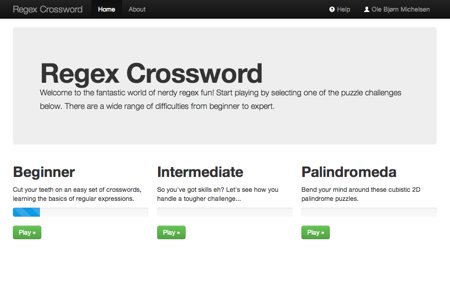 Regex Crossword Home About Help Ole Bjørn Michelsen
Regex Crossword
Welcome to the fantastic world of nerdy regex fun! Start playing by selecting one of the puzzle challenges
below. There are a wide range of difficulties from beginner to expert.
Beginner
Cut your teeth on an easy set of crosswords,
learning the basics of regular expressions.
Play »
Intermediate
So you've got skills eh? Let's see how you
handle a tougher challenge...
Play »
Palindromeda
Bend your mind around these cubistic 2D
palindrome puzzles.
Play »